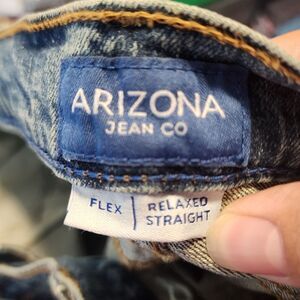 ARIZONA
JEAN CO
FLEX
RELAXED
STRAIGHT